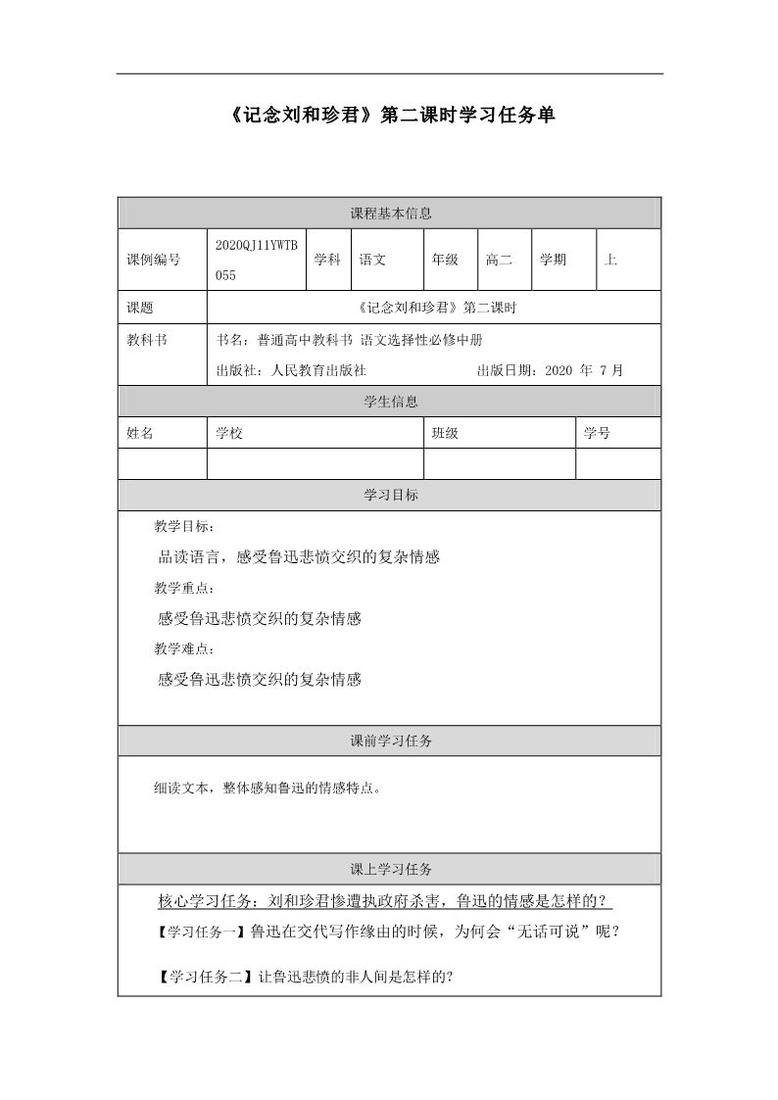 《记念刘和珍君》第二课时学习任务单
课程基本信息
课例编号 2020QJ11YWTB055 学科 语文 年级 高二 学期 上
课题 《记念刘和珍君》第二课时
教科书 书名：普通高中教科书 语文选择性必修中册
出版社：人民教育出版社 出版日期：2020 年 7 月
学生信息
姓名 学校 班级 学号
学习目标
教学目标：
品读语言，感受鲁迅悲愤交织的复杂情感
教学重点：
感受鲁迅悲愤交织的复杂情感
教学难点：
感受鲁迅悲愤交织的复杂情感
课前学习任务
细读文本，整体感知鲁迅的情感特点。
课上学习任务
核心学习任务：刘和珍君惨遭执政府杀害，鲁迅的情感是怎样的？
【学习任务一】鲁迅在交代写作缘由的时候，为何会“无话可说”呢？
【学习任务二】让鲁迅悲愤的非人间是怎样的？